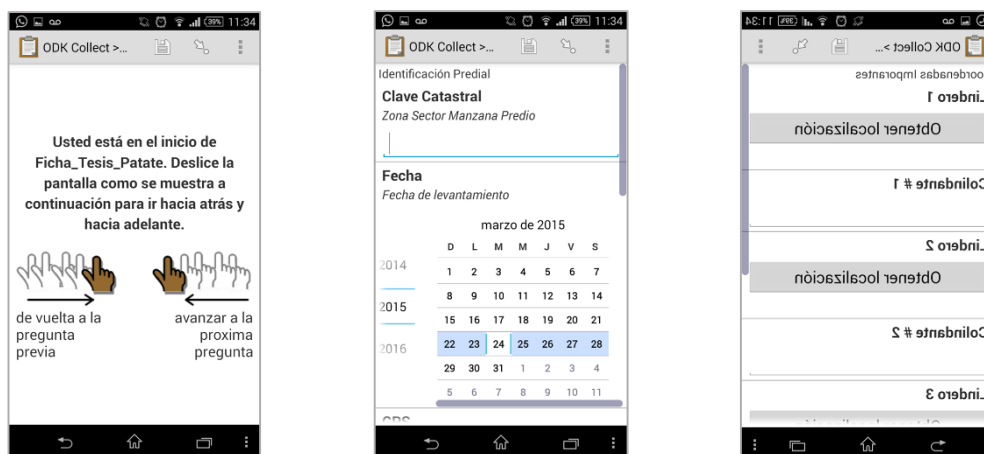 39% 11:34
ODK Collect >...
Usted está en el inicio de
Ficha_Tesis_Patate. Deslice la
pantalla como se muestra a
continuación para ir hacia atrás y
hacia adelante.
de vuelta a la
pregunta
previa
avanzar a la
proxima
pregunta
39% 11:34
ODK Collect >...
Identificación Predial
Clave Catastral
Zona Sector Manzana Predio
Fecha
Fecha de levantamiento
marzo de 2015
D L M M J V S
2014
1 2 3 4 5 6 7
8 9 10 11 12 13 14
2015
15 16 17 18 19 20 21
2016
22 23 24 25 26 27 28
29 30 31 1 2 3 4
5 6 7 8 9 10 11
GPS
39% 11:34
ODK Collect >...
oordenadas Imporantes
Lindero 1
Obtener localización
Colindante # 1
Lindero 2
Obtener localización
Colindante # 2
Lindero 3